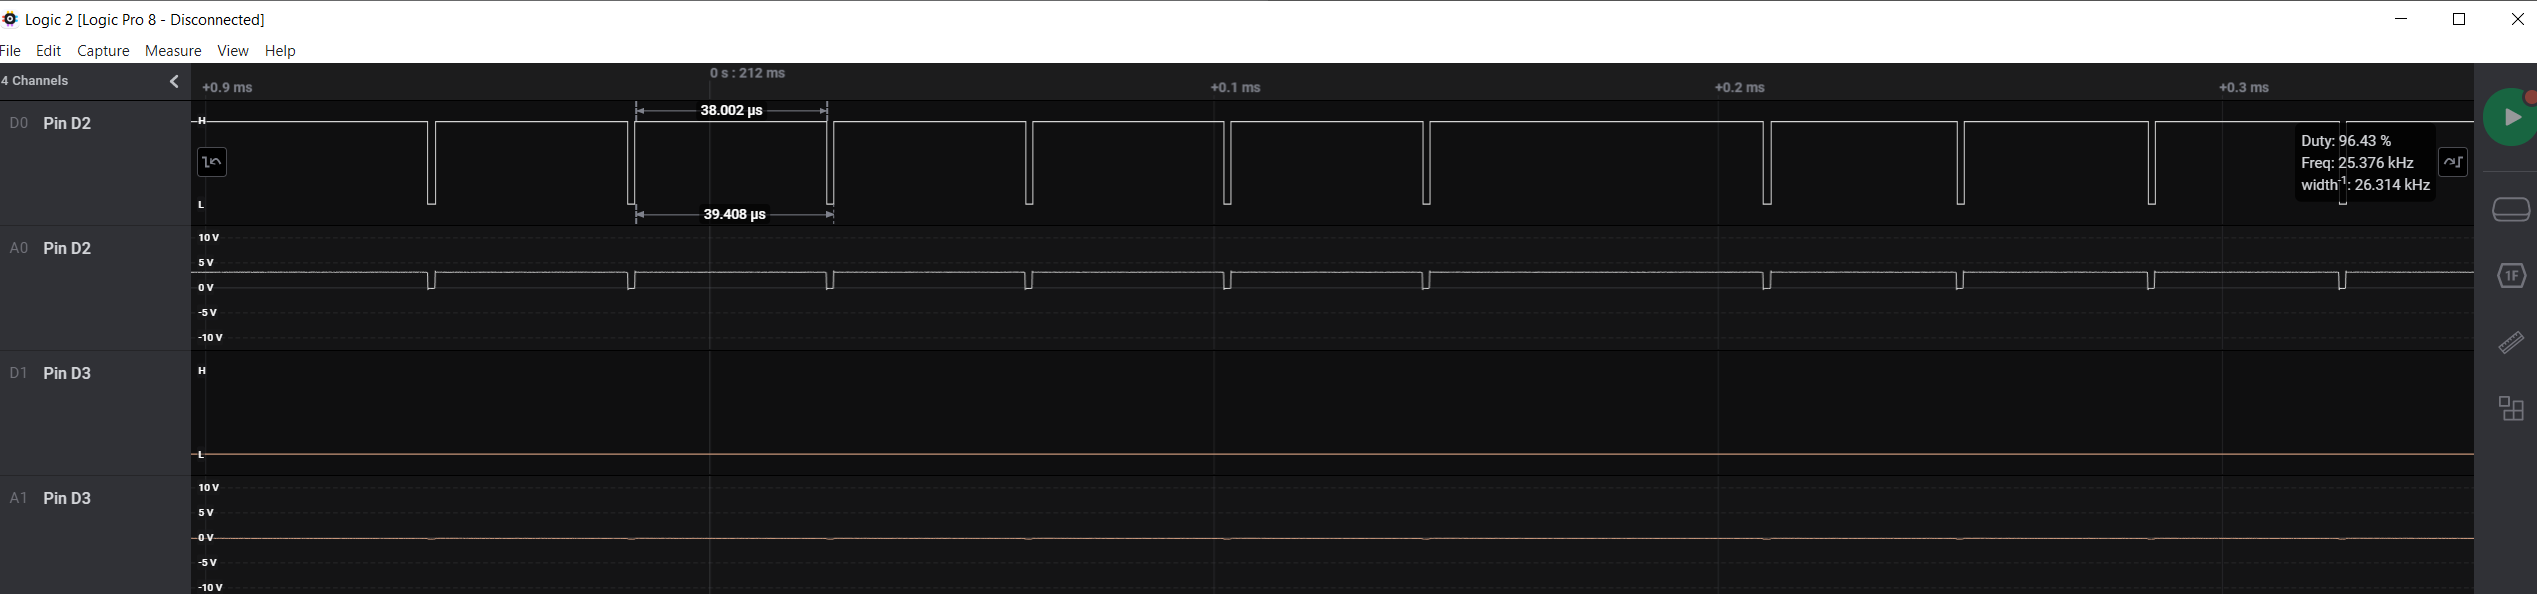 Logic 2 [Logic Pro 8 - Disconnected]
File Edit Capture Measure View Help
4 Channels
0 s : 212 ms
+0.9 ms +0.1 ms +0.2 ms +0.3 ms
D0 Pin D2
H
38.002 μs
L
39.408 μs
Duty: 96.43 %
Freq: 25.376 kHz
width⁻¹: 26.314 kHz
A0 Pin D2
10 V
5 V
0 V
-5 V
-10 V
1F
D1 Pin D3
H
L
A1 Pin D3
10 V
5 V
0 V
-5 V
-10 V